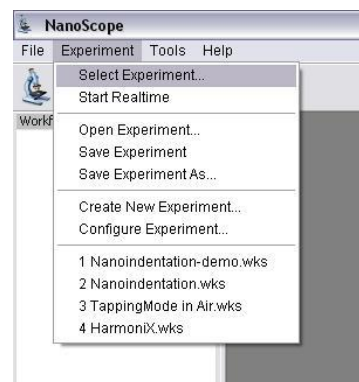 NanoScope
File Experiment Tools Help
Select Experiment...
Start Realtime
Workf
Open Experiment...
Save Experiment
Save Experiment As...
Create New Experiment...
Configure Experiment...
1 Nanoindentation-demo.wks
2 Nanoindentation.wks
3 TappingMode in Air.wks
4 HarmoniX.wks